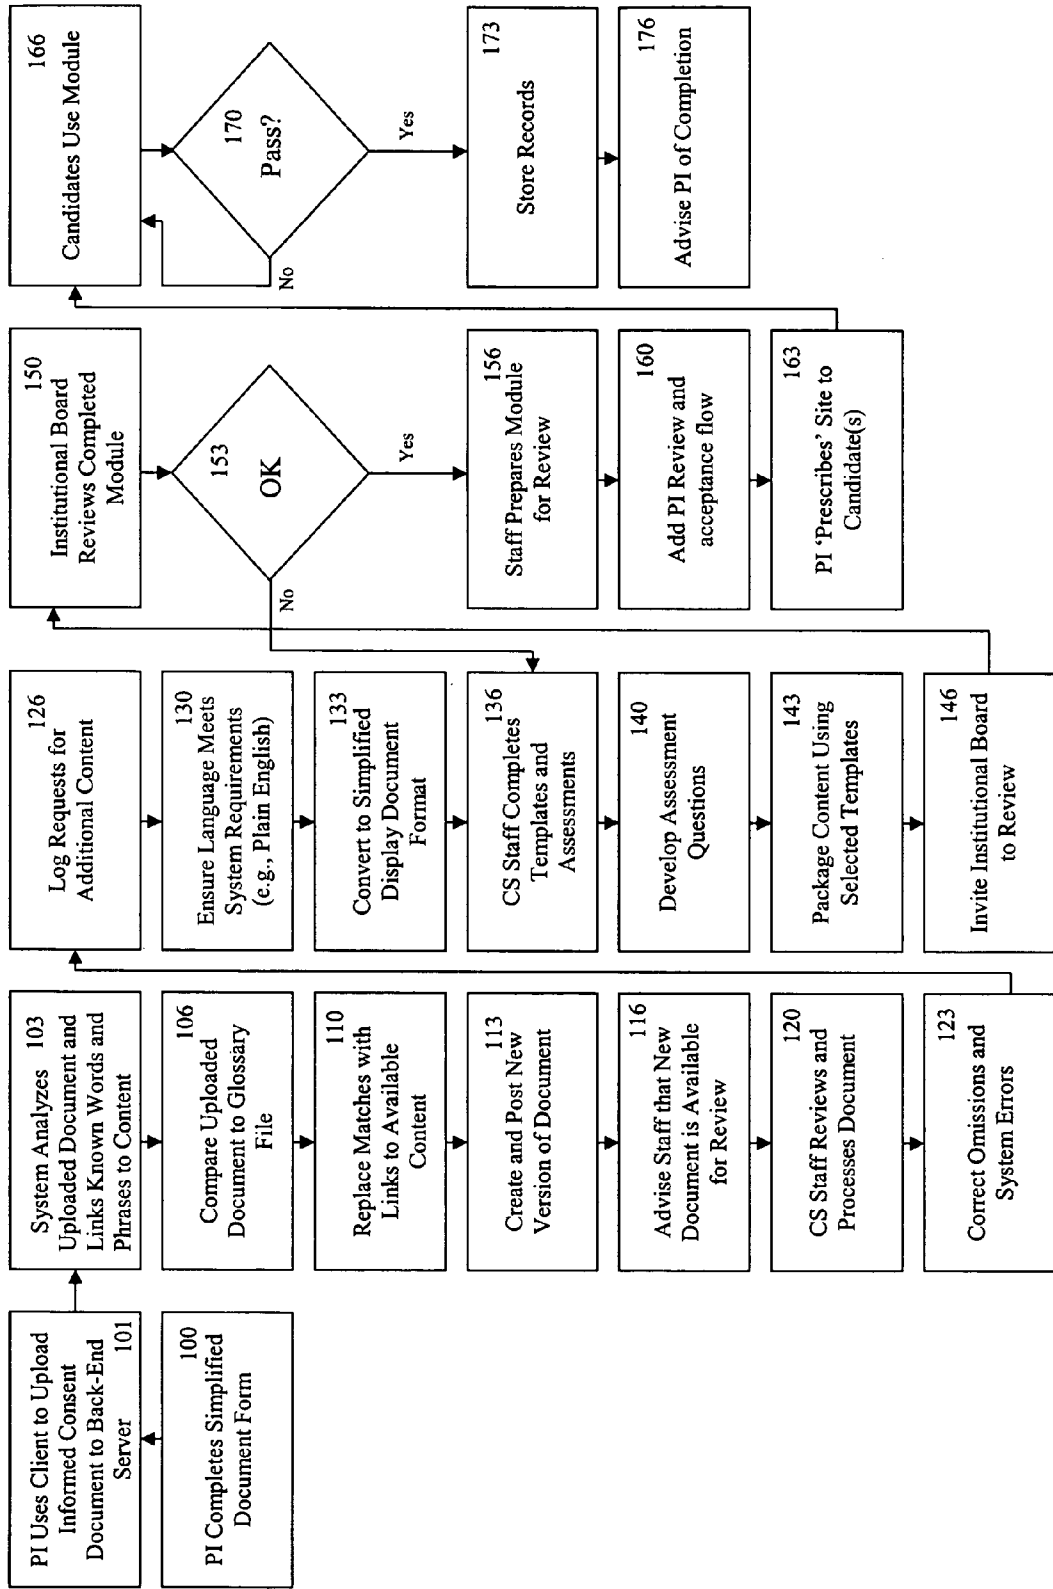 PI Uses Client to Upload
Informed Consent
Document to Back-End
Server 101
100
PI Completes Simplified
Document Form
System 103
Analyzes
Uploaded Document and
Links Known Words and
Phrases to Content
106
Compare Uploaded
Document to Glossary
File
110
Replace Matches with
Links to Available
Content
113
Create and Post New
Version of Document
116
Advise Staff that New
Document is Available
for Review
120
CS Staff Reviews and
Processes Document
123
Correct Omissions and
System Errors
126
Log Requests for
Additional Content
130
Ensure Language Meets
System Requirements
(e.g., Plain English)
133
Convert to Simplified
Display Document
Format
136
CS Staff Completes
Templates and
Assessments
140
Develop Assessment
Questions
143
Package Content Using
Selected Templates
146
Invite Institutional Board
to Review
150
Institutional Board
Reviews Completed
Module
153
OK
No
Yes
156
Staff Prepares Module
for Review
160
Add PI Review and
acceptance flow
163
PI ‘Prescribes’ Site to
Candidate(s)
166
Candidates Use Module
170
Pass?
No
Yes
173
Store Records
176
Advise PI of Completion